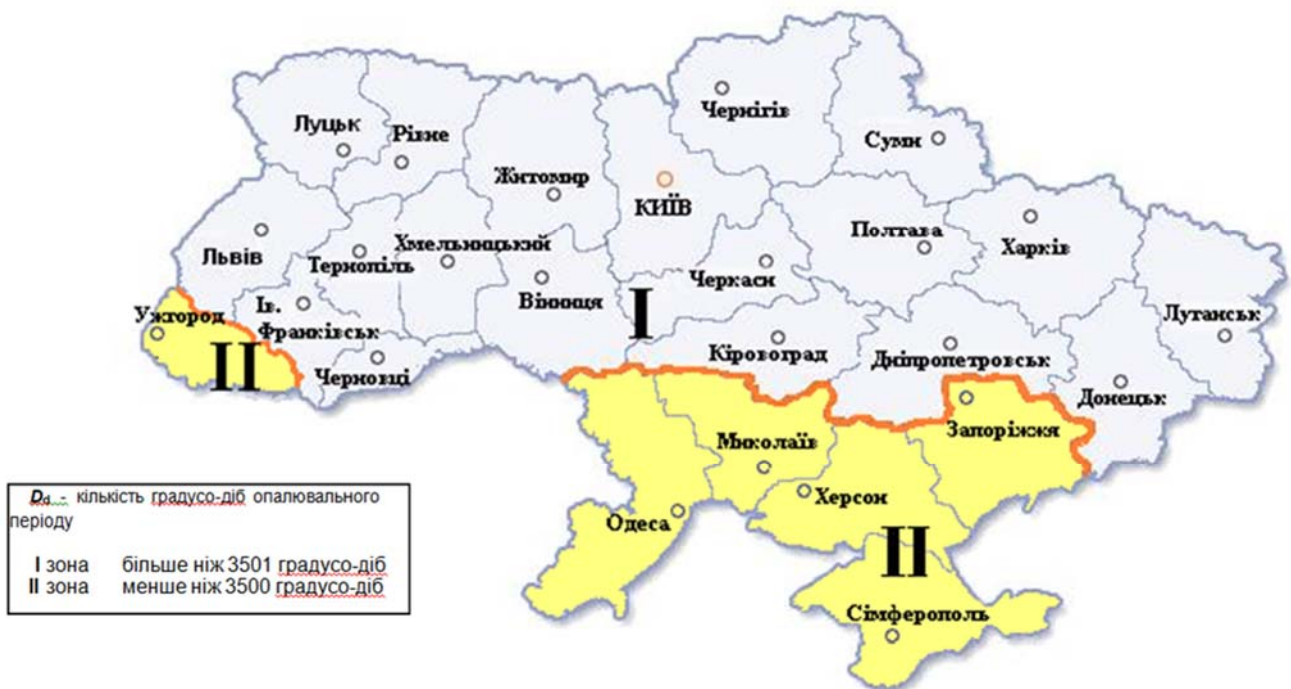 Чернігів
Луцьк
Рівне
Суми
Житомир
КИЇВ
Полтава
Харків
Львів
Тернопіль
Хмельницький
Черкаси
Вінниця
I
Луганськ
Ужгород
Ів.
Франківськ
II
Черновці
Кіровоград
Дніпропетровськ
Донецьк
Запоріжжя
Миколаїв
Херсон
Одеса
II
Сімферополь
Dd - кількість градусо-діб опалювального
періоду
I зона більше ніж 3501 градусо-діб
II зона менше ніж 3500 градусо-діб